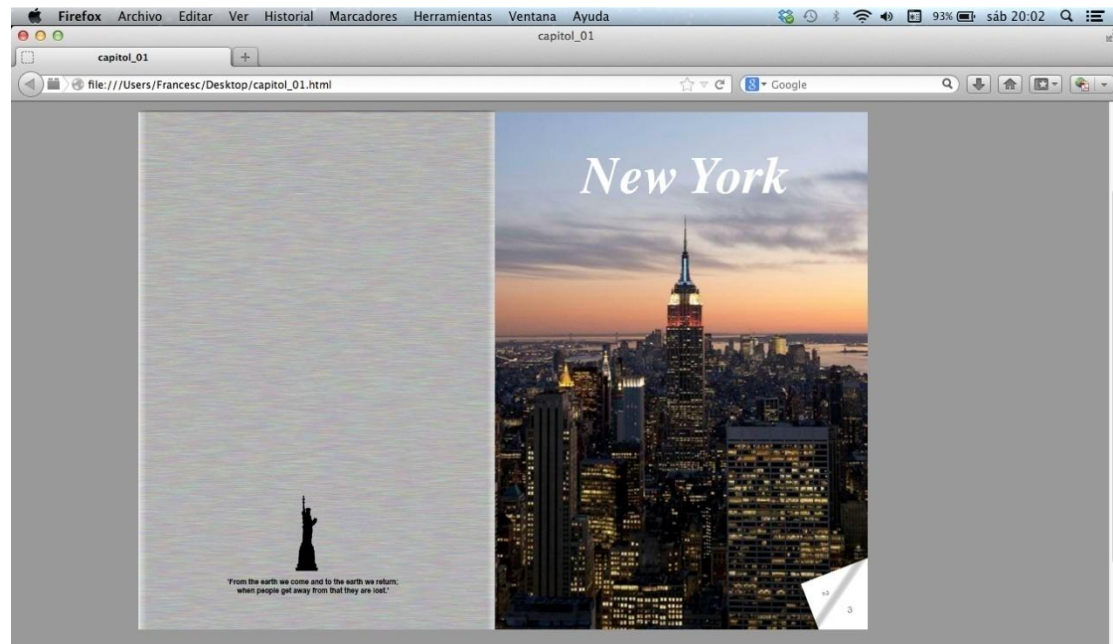 Firefox Archivo Editar Ver Historial Marcadores Herramientas Ventana Ayuda 93% sáb 20:02
capitol_01
capitol_01
file:///Users/Francesc/Desktop/capitol_01.html Google
New York
"From the earth we come and to the earth we return;
when people get away from that they are lost."
3